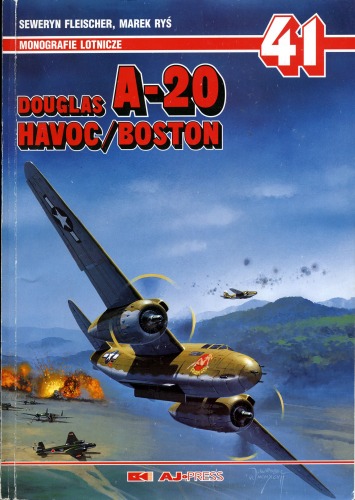 SEWERYN FLEISCHER, MAREK RYŚ
MONOGRAFIE LOTNICZE
41
DOUGLAS A-20
HAVOC/BOSTON
AJ-PRESS